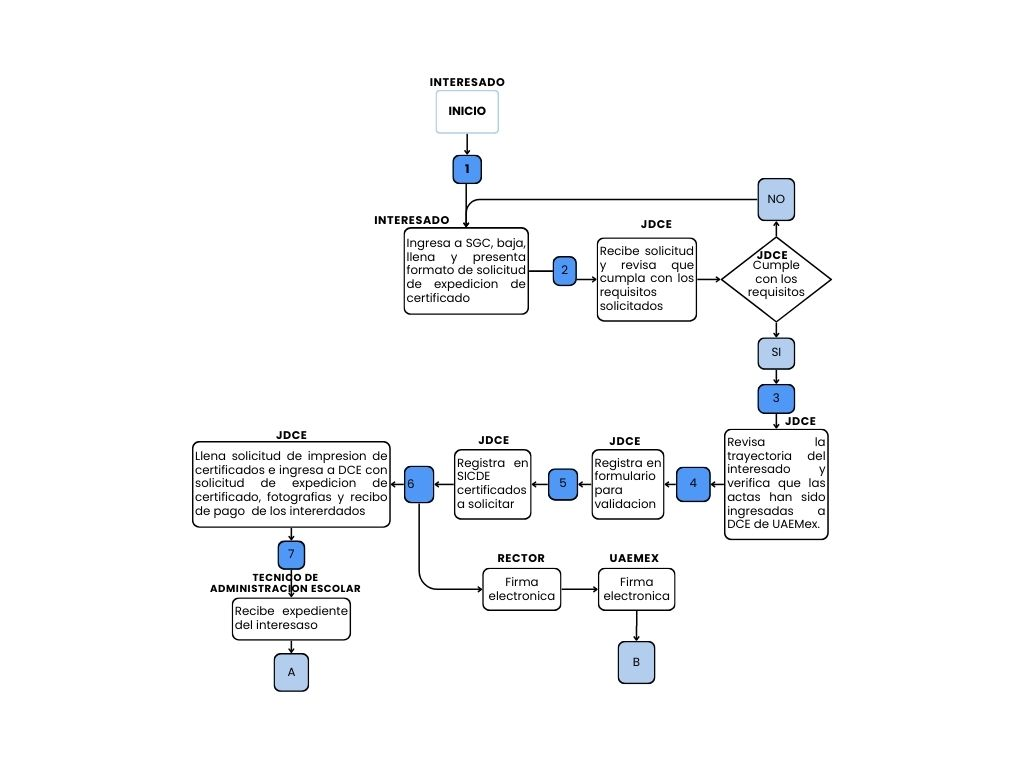 INTERESADO
INICIO
1
NO
INTERESADO
Ingresa a SGC, baja,
llena y presenta
formato de solicitud
de expedicion de
certificado
2
JDCE
Recibe solicitud
y revisa que
cumpla con los
requisitos
solicitados
JDCE
Cumple
con los
requisitos
SI
3
JDCE
Revisa la
trayectoria del
interesado y
verifica que las
actas han sido
ingresadas a
DCE de UAEMex.
4
JDCE
Registra en
formulario
para
validacion
5
JDCE
Registra en
SICDE
certificados
a solicitar
6
JDCE
Llena solicitud de impresion de
certificados e ingresa a DCE con
solicitud de expedicion de
certificado, fotografias y recibo
de pago de los intererdados
7
TECNICO DE
ADMINISTRACION ESCOLAR
Recibe expediente
del interesaso
A
RECTOR
Firma
electronica
UAEMEX
Firma
electronica
B